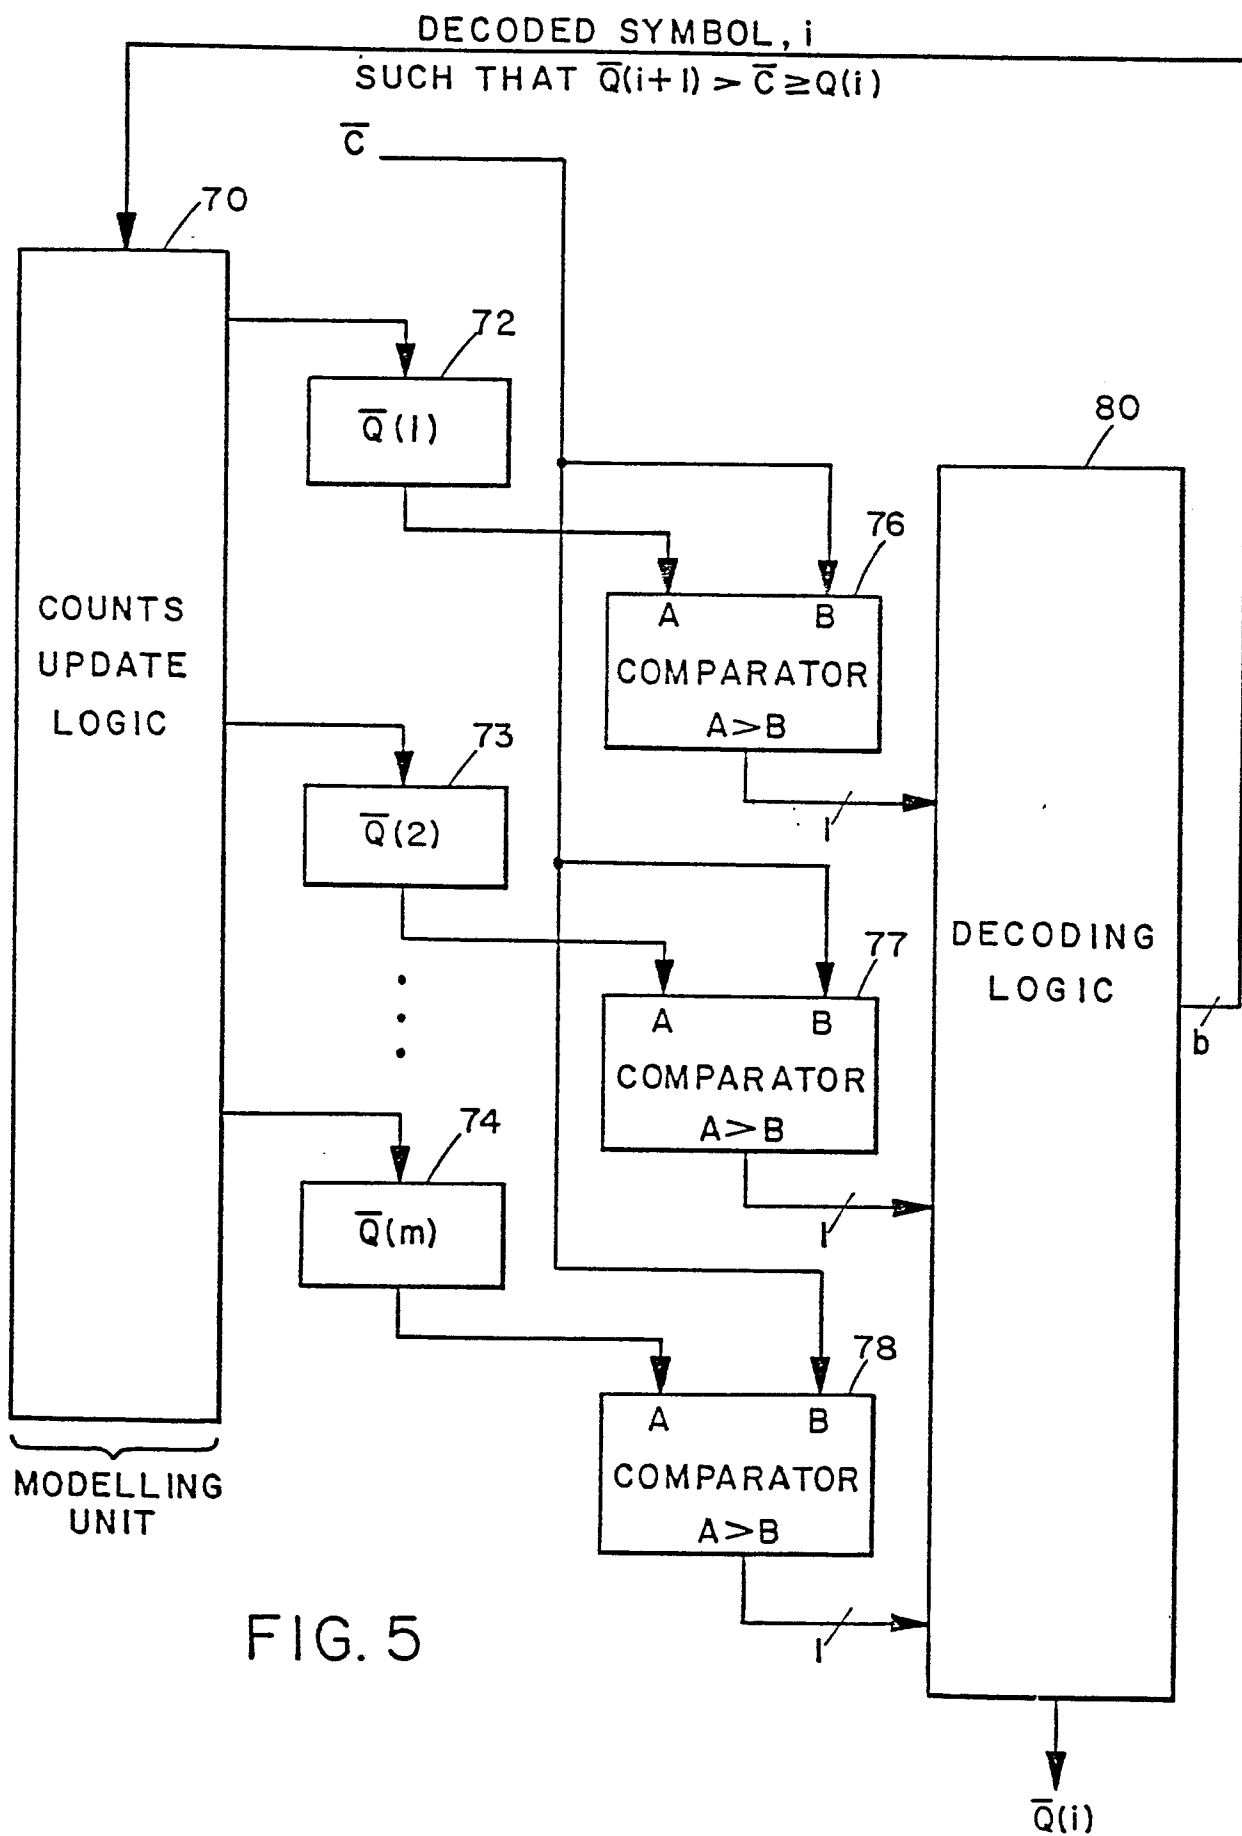 DECODED SYMBOL, i
SUCH THAT Q̅(i+1) > C̅ ≥ Q(i)
C̅
70
72
Q̅(1)
80
76
A B
COMPARATOR
A>B
1
COUNTS
UPDATE
LOGIC
73
Q̅(2)
77
A B
COMPARATOR
A>B
1
DECODING
LOGIC
b
74
Q̅(m)
78
A B
COMPARATOR
A>B
1
MODELLING
UNIT
FIG. 5
Q̅(i)